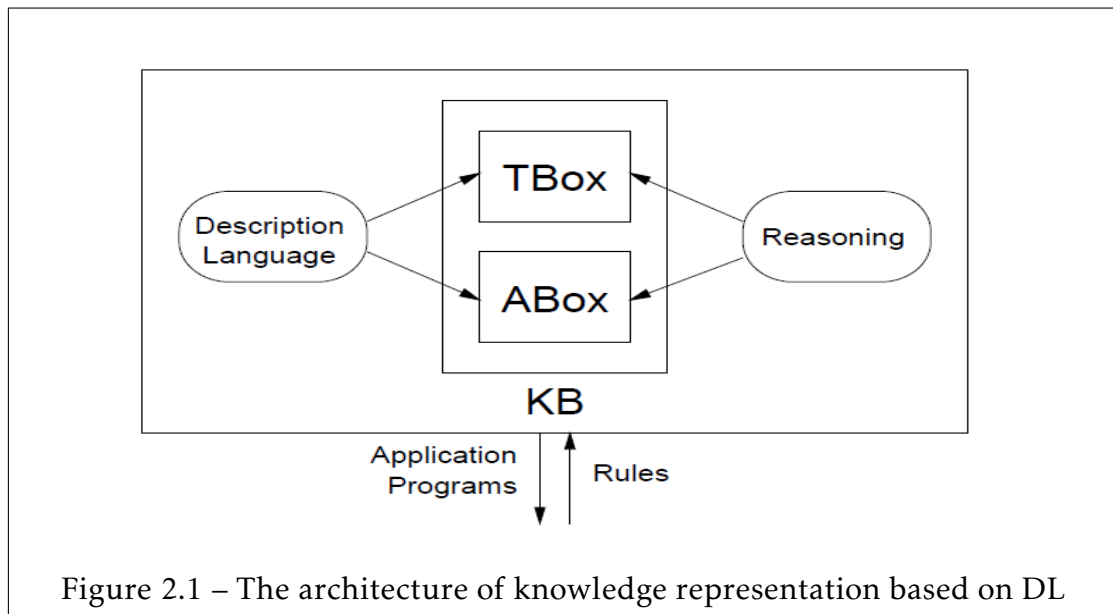 TBox
Description
Language
Reasoning
ABox
KB
Application
Programs
Rules
Figure 2.1 – The architecture of knowledge representation based on DL